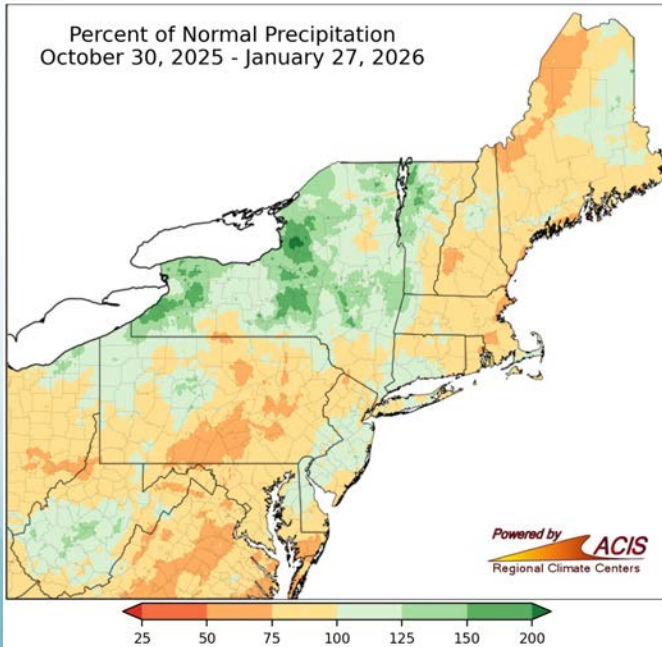 Percent of Normal Precipitation
October 30, 2025 - January 27, 2026
Powered by
ACIS
Regional Climate Centers
25 50 75 100 125 150 200